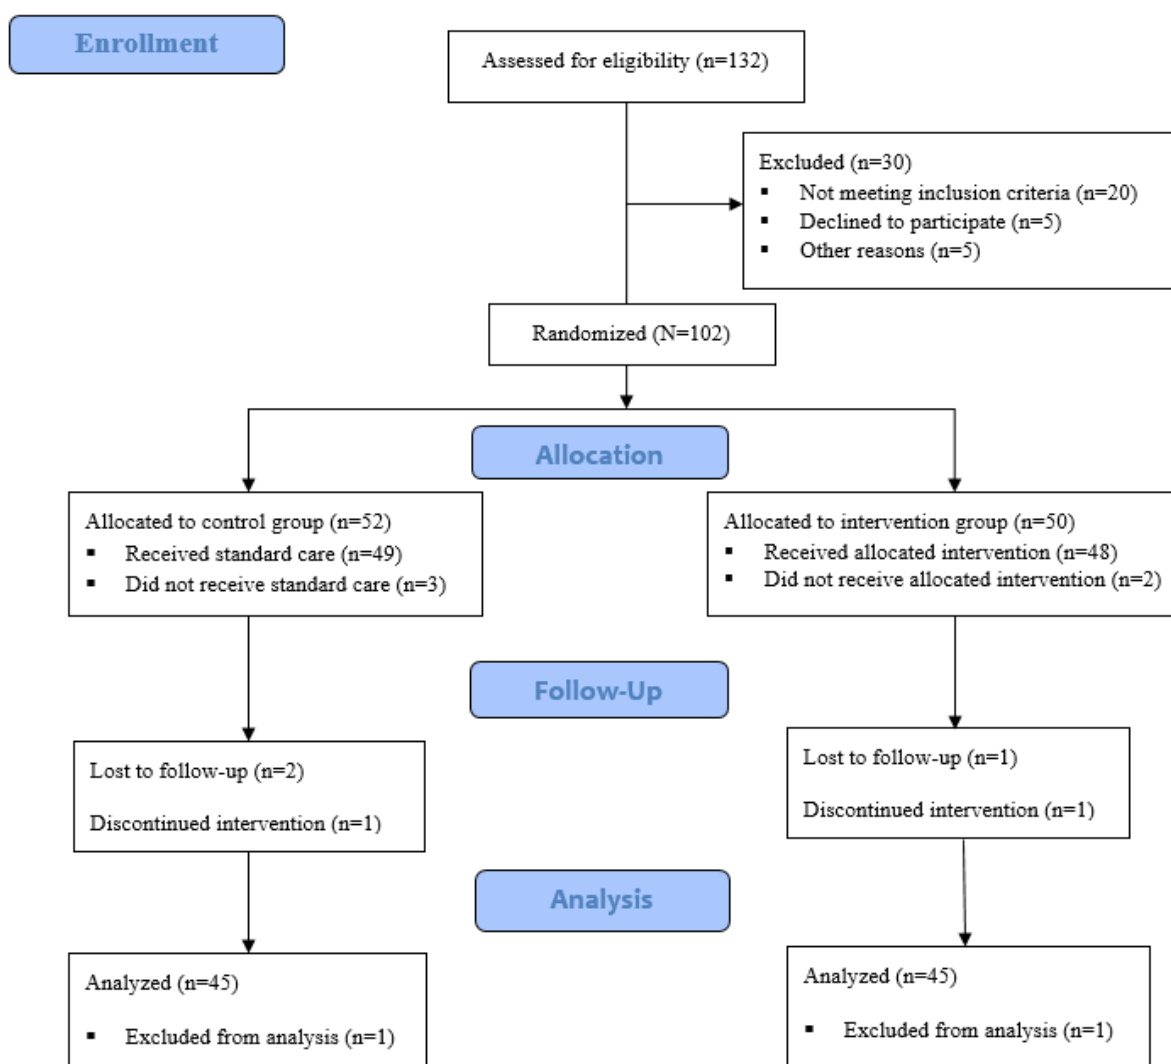 Enrollment
Assessed for eligibility (n=132)
Excluded (n=30)
▪ Not meeting inclusion criteria (n=20)
▪ Declined to participate (n=5)
▪ Other reasons (n=5)
Randomized (N=102)
Allocation
Allocated to control group (n=52)
▪ Received standard care (n=49)
▪ Did not receive standard care (n=3)
Allocated to intervention group (n=50)
▪ Received allocated intervention (n=48)
▪ Did not receive allocated intervention (n=2)
Follow-Up
Lost to follow-up (n=2)
Discontinued intervention (n=1)
Lost to follow-up (n=1)
Discontinued intervention (n=1)
Analysis
Analyzed (n=45)
▪ Excluded from analysis (n=1)
Analyzed (n=45)
▪ Excluded from analysis (n=1)